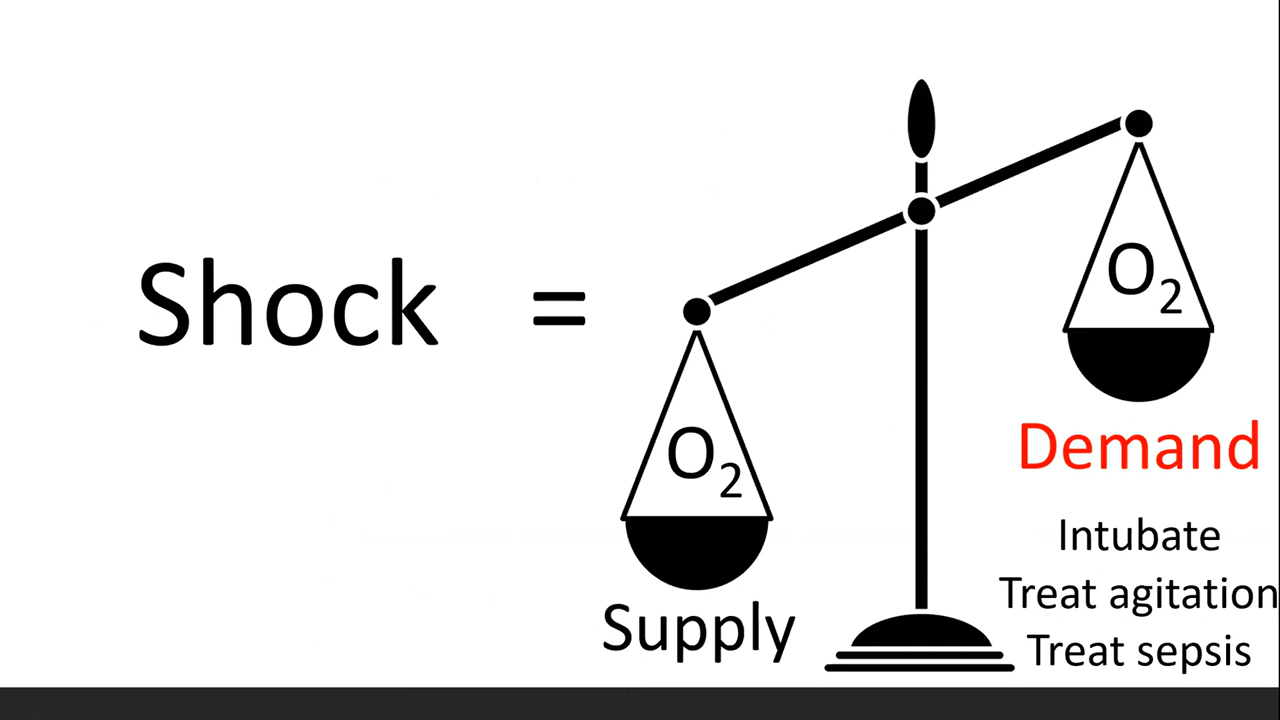 Shock =
O₂
O₂
Supply
Demand
Intubate
Treat agitation
Treat sepsis